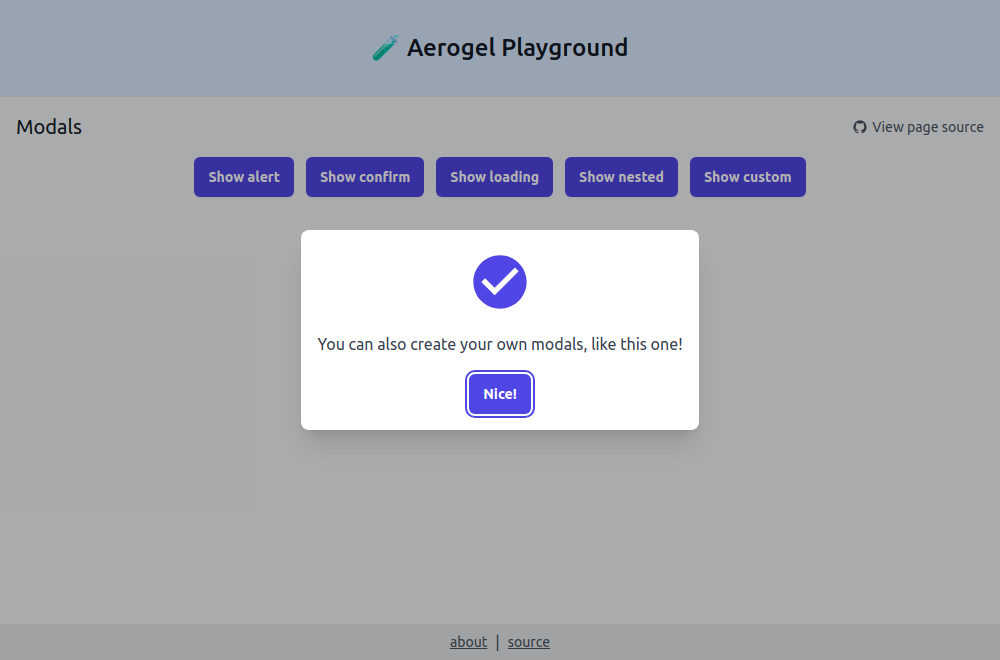 Aerogel Playground
Modals
View page source
Show alert
Show confirm
Show loading
Show nested
Show custom
You can also create your own modals, like this one!
Nice!
about | source